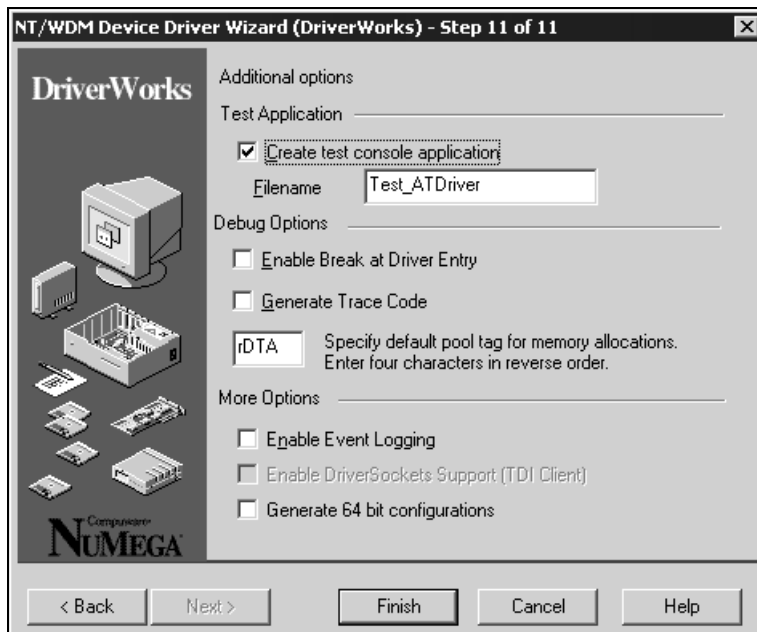 NT/WDM Device Driver Wizard (DriverWorks) - Step 11 of 11
DriverWorks
Additional options
Test Application
Create test console application
Filename
Test_ATDriver
Debug Options
Enable Break at Driver Entry
Generate Trace Code
rDTA
Specify default pool tag for memory allocations.
Enter four characters in reverse order.
More Options
Enable Event Logging
Enable DriverSockets Support (TDI Client)
Generate 64 bit configurations
Compuware
NUMEGA
< Back
Next >
Finish
Cancel
Help